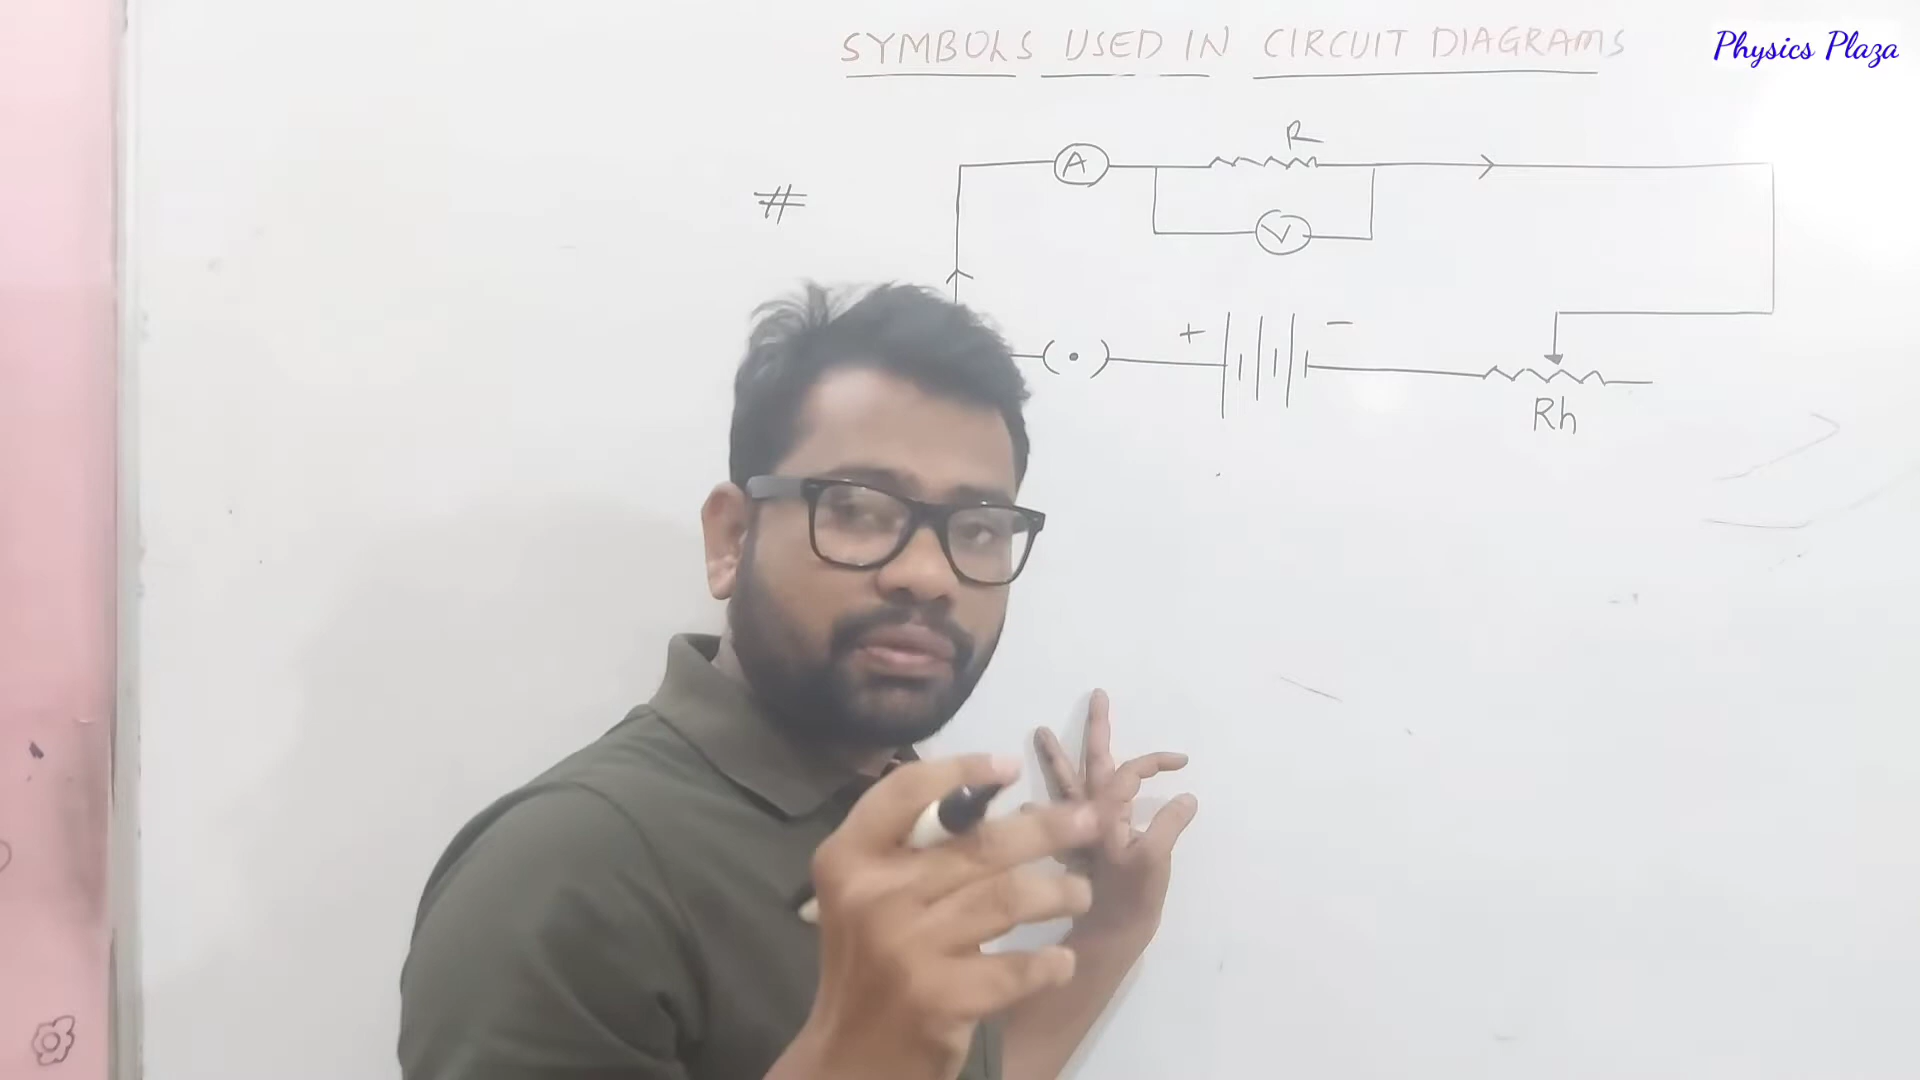 SYMBOLS USED IN CIRCUIT DIAGRAMS
Physics Plaza
R
A
#
V
+ -
Rh